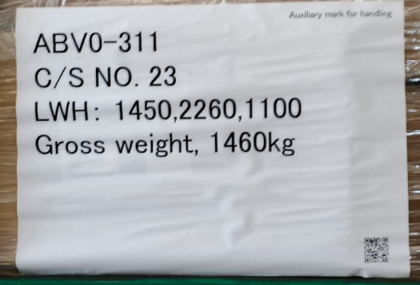 Auxiliary mark for handling
ABV0-311
C/S NO. 23
LWH: 1450,2260,1100
Gross weight, 1460kg